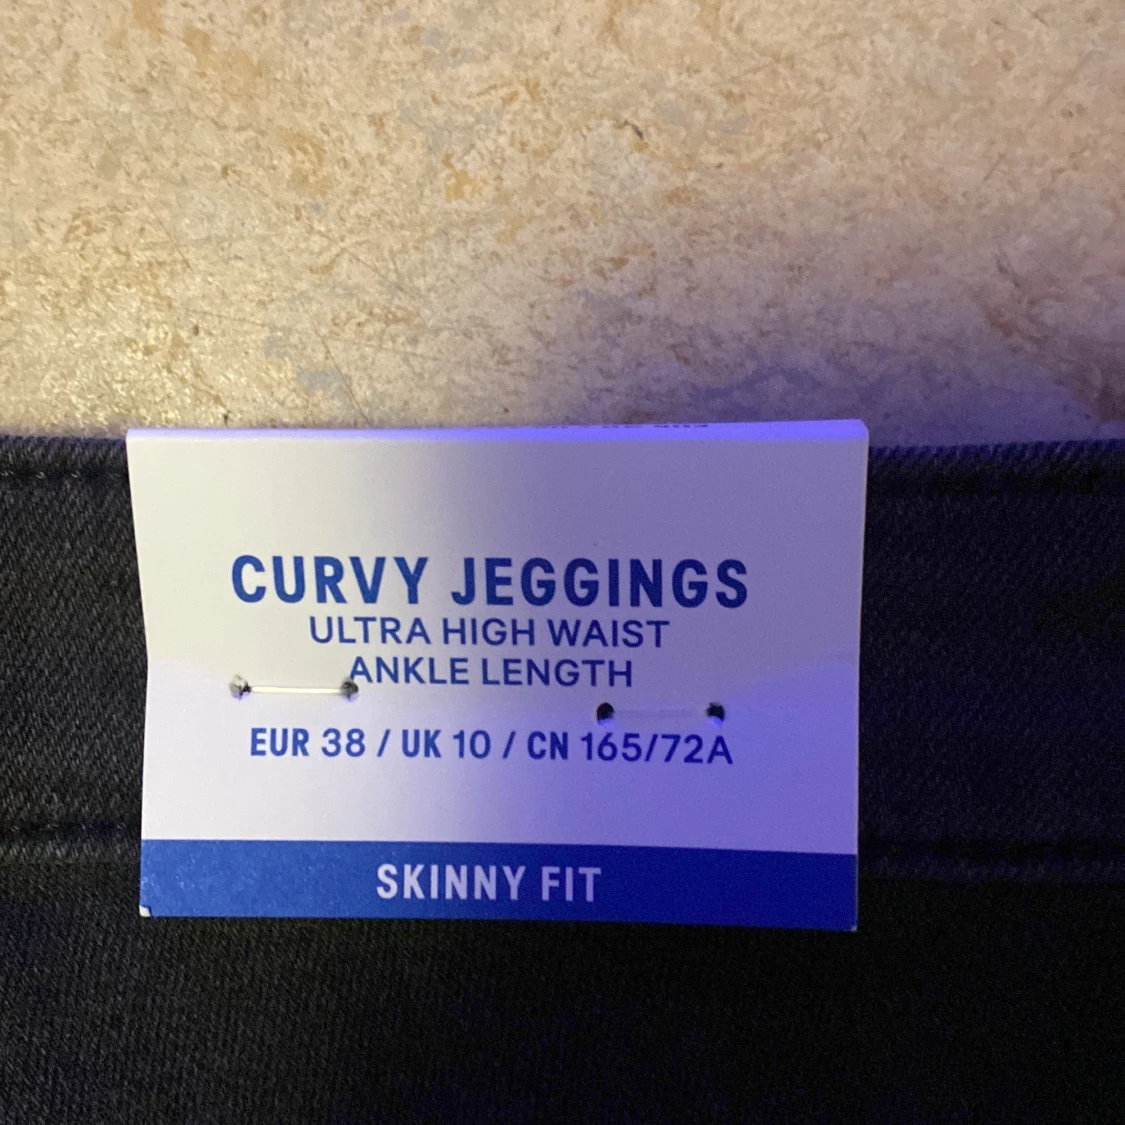 CURVY JEGGINGS
ULTRA HIGH WAIST
ANKLE LENGTH
EUR 38 / UK 10 / CN 165/72A
SKINNY FIT